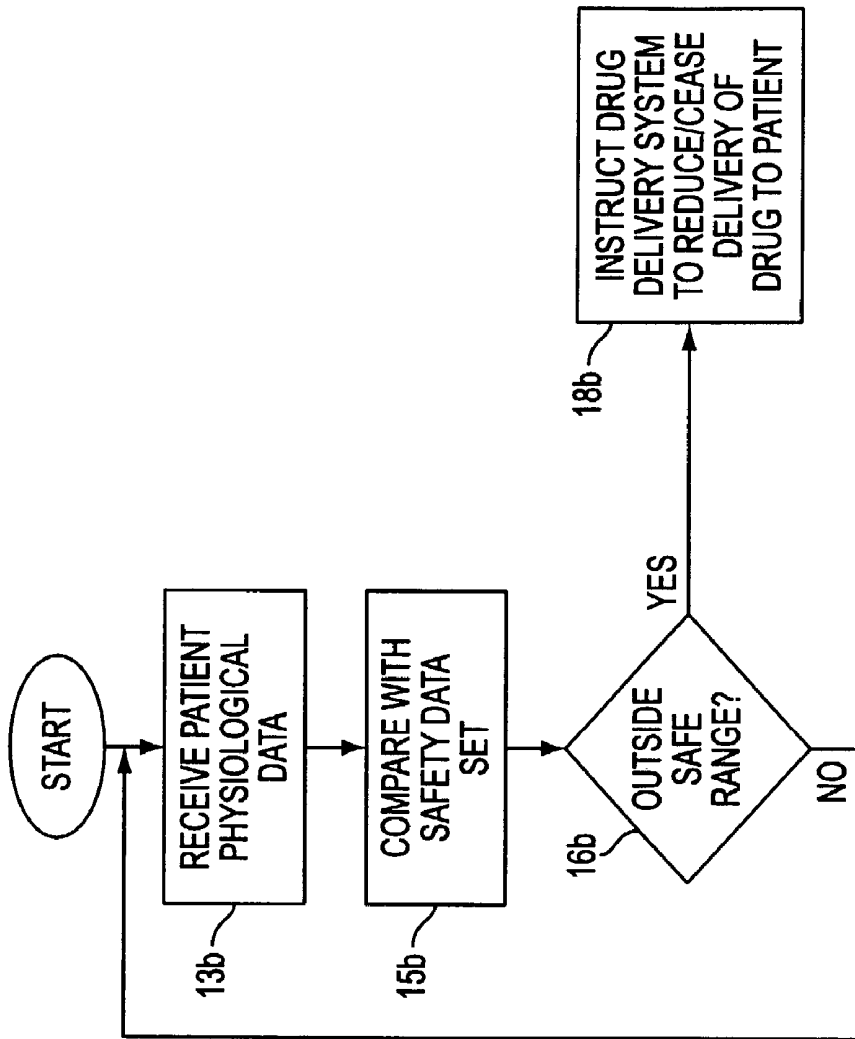 START
RECEIVE PATIENT
PHYSIOLOGICAL
DATA
13b
COMPARE WITH
SAFETY DATA
SET
15b
OUTSIDE
SAFE
RANGE?
16b
YES
NO
INSTRUCT DRUG
DELIVERY SYSTEM
TO REDUCE/CEASE
DELIVERY OF
DRUG TO PATIENT
18b